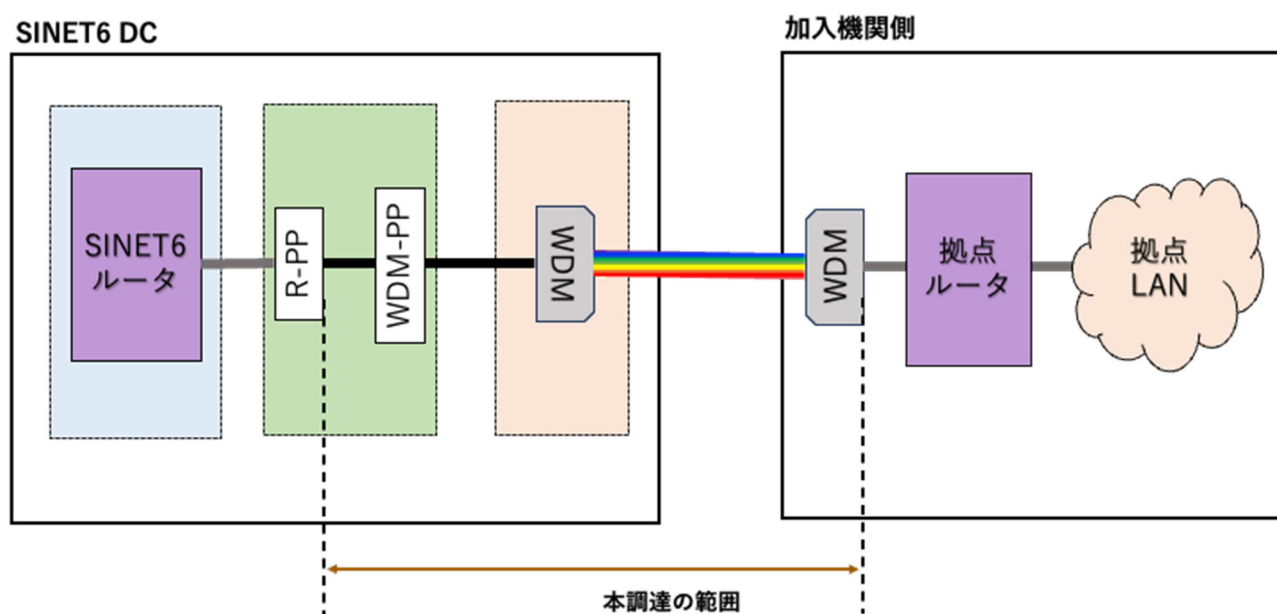 SINET6 DC
加入機関側
SINET6
ルータ
R-PP
WDM-PP
WDM
WDM
拠点
ルータ
拠点
LAN
本調達の範囲